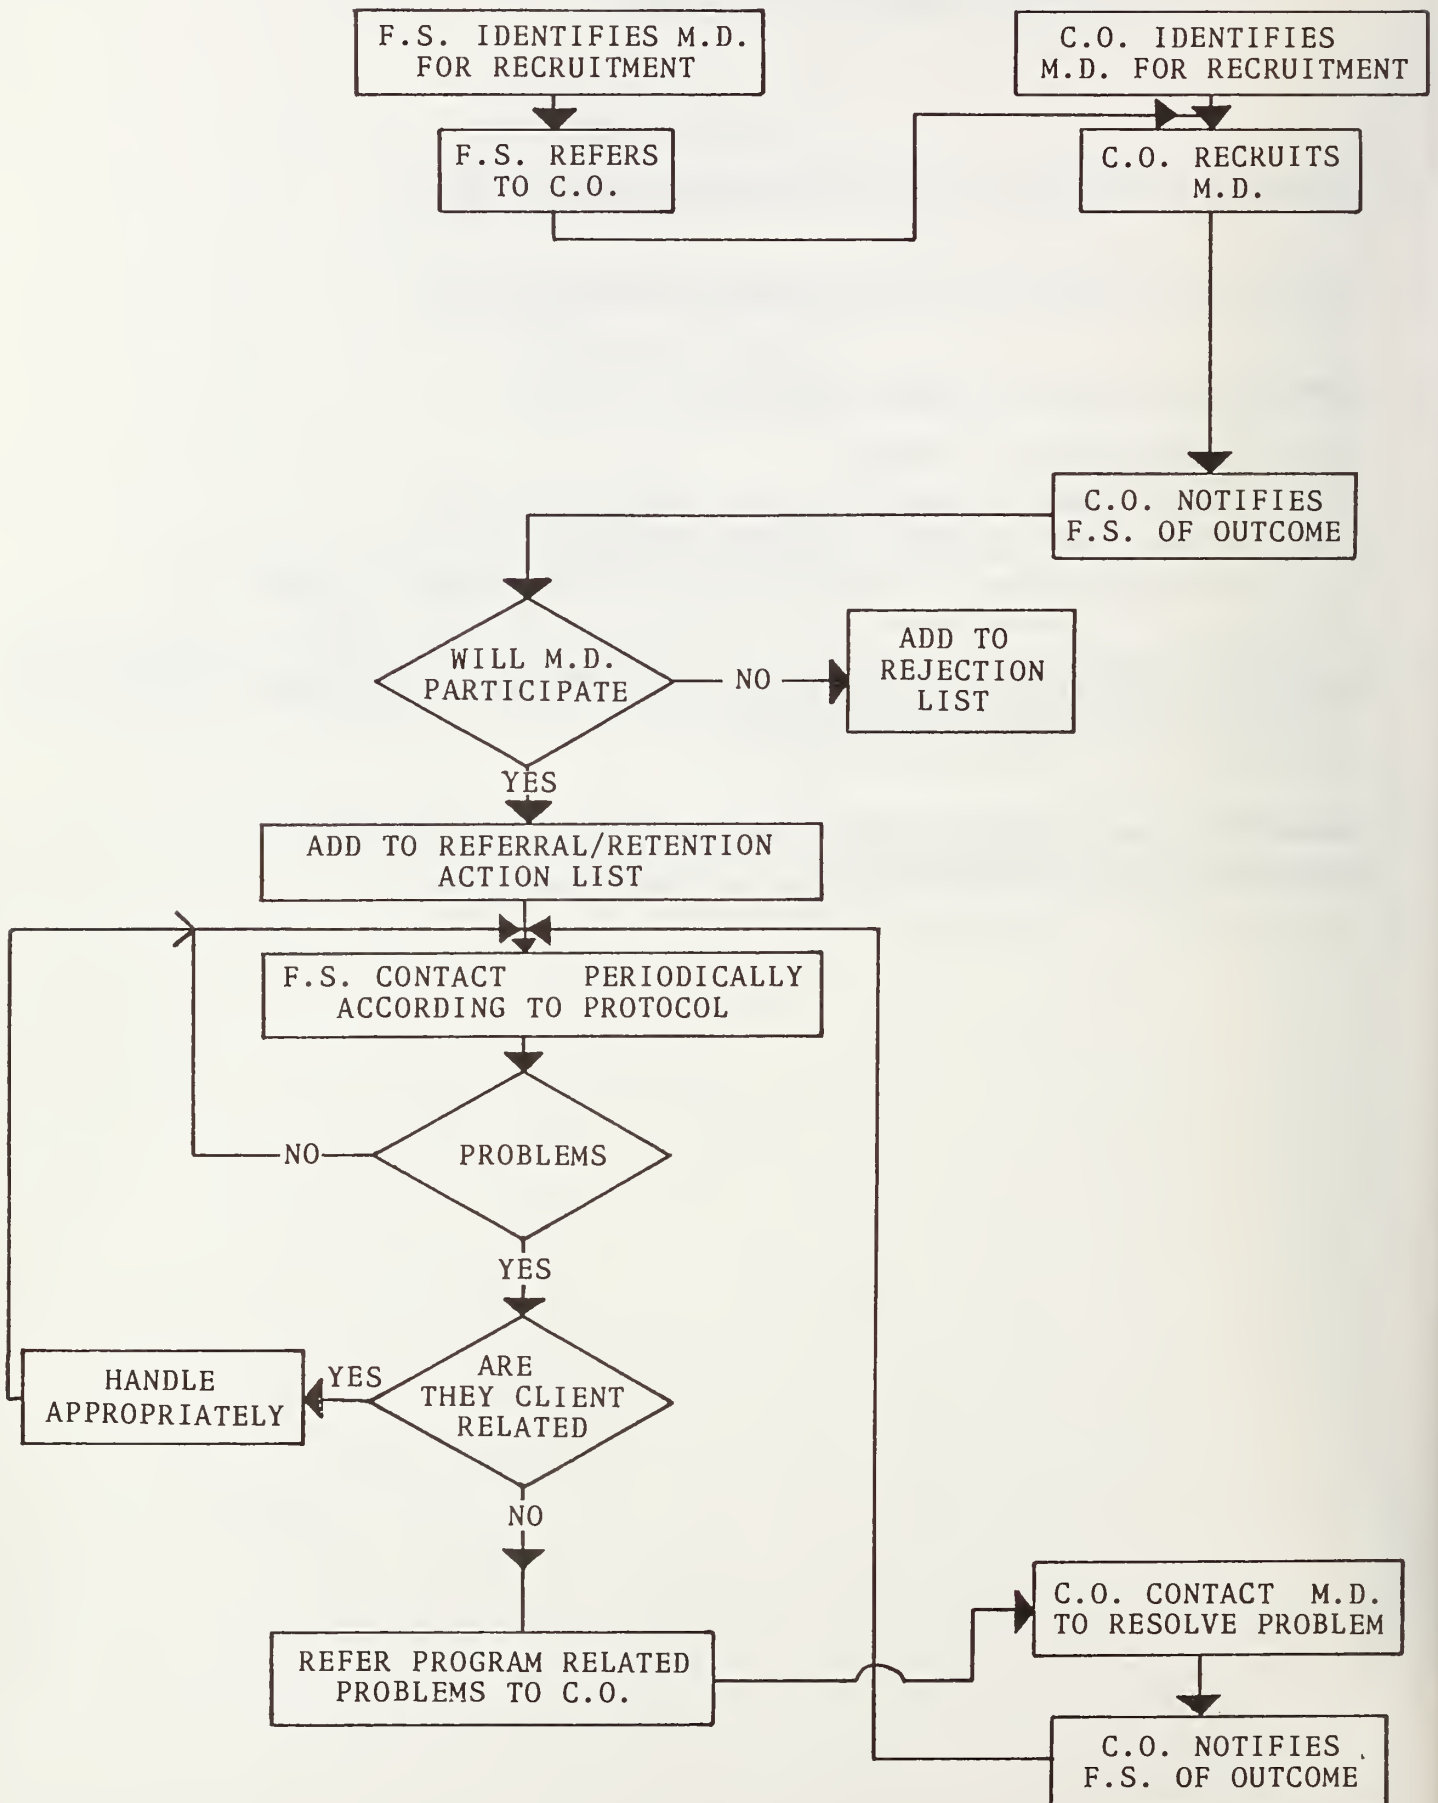 F.S. IDENTIFIES M.D.
FOR RECRUITMENT
C.O. IDENTIFIES
M.D. FOR RECRUITMENT
F.S. REFERS
TO C.O.
C.O. RECRUITS
M.D.
C.O. NOTIFIES
F.S. OF OUTCOME
WILL M.D.
PARTICIPATE
NO
ADD TO
REJECTION
LIST
YES
ADD TO REFERRAL/RETENTION
ACTION LIST
F.S. CONTACT PERIODICALLY
ACCORDING TO PROTOCOL
PROBLEMS
NO
YES
ARE
THEY CLIENT
RELATED
YES
HANDLE
APPROPRIATELY
NO
REFER PROGRAM RELATED
PROBLEMS TO C.O.
C.O. CONTACT M.D.
TO RESOLVE PROBLEM
C.O. NOTIFIES
F.S. OF OUTCOME